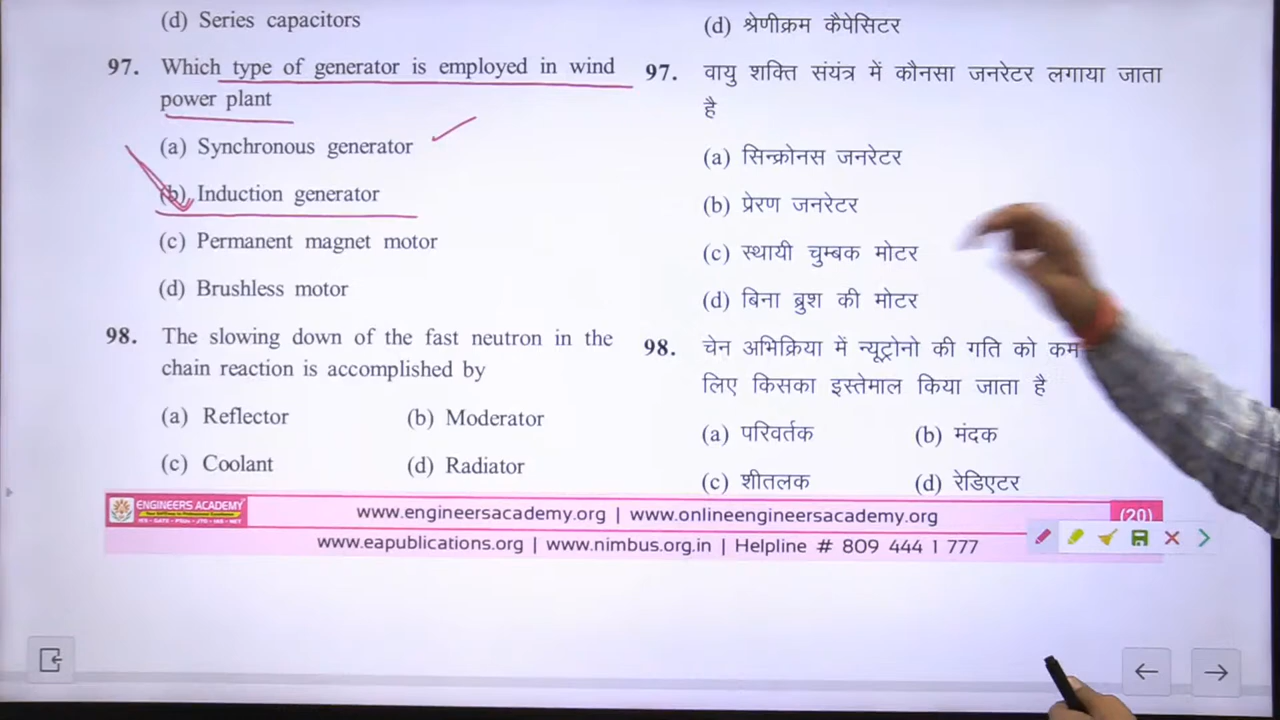 (d) Series capacitors
97. Which type of generator is employed in wind
power plant
(a) Synchronous generator
(b) Induction generator
(c) Permanent magnet motor
(d) Brushless motor
98. The slowing down of the fast neutron in the
chain reaction is accomplished by
(a) Reflector (b) Moderator
(c) Coolant (d) Radiator
(d) श्रेणीक्रम कैपेसिटर
97. वायु शक्ति संयंत्र में कौनसा जनरेटर लगाया जाता
है
(a) सिन्क्रोनस जनरेटर
(b) प्रेरण जनरेटर
(c) स्थायी चुम्बक मोटर
(d) बिना ब्रुश की मोटर
98. चेन अभिक्रिया में न्यूट्रोनो की गति को कम
लिए किसका इस्तेमाल किया जाता है
(a) परिवर्तक (b) मंदक
(c) शीतलक (d) रेडिएटर
ENGINEERS ACADEMY
www.engineersacademy.org | www.onlineengineersacademy.org
(20)
www.eapublications.org | www.nimbus.org.in | Helpline # 809 444 1 777